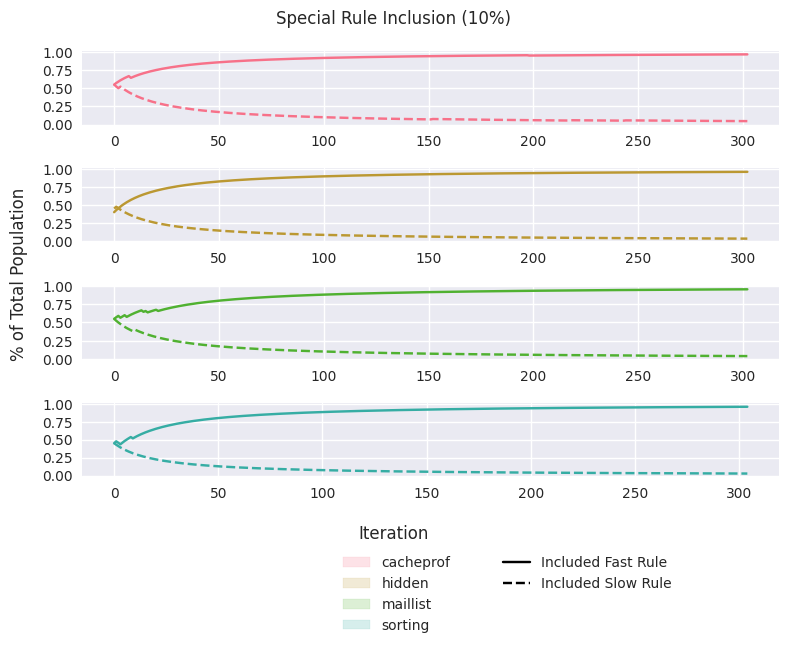 Special Rule Inclusion (10%)
% of Total Population
1.00
0.75
0.50
0.25
0.00
0 50 100 150 200 250 300
1.00
0.75
0.50
0.25
0.00
0 50 100 150 200 250 300
1.00
0.75
0.50
0.25
0.00
0 50 100 150 200 250 300
1.00
0.75
0.50
0.25
0.00
0 50 100 150 200 250 300
Iteration
cacheprof
hidden
maillist
sorting
Included Fast Rule
Included Slow Rule